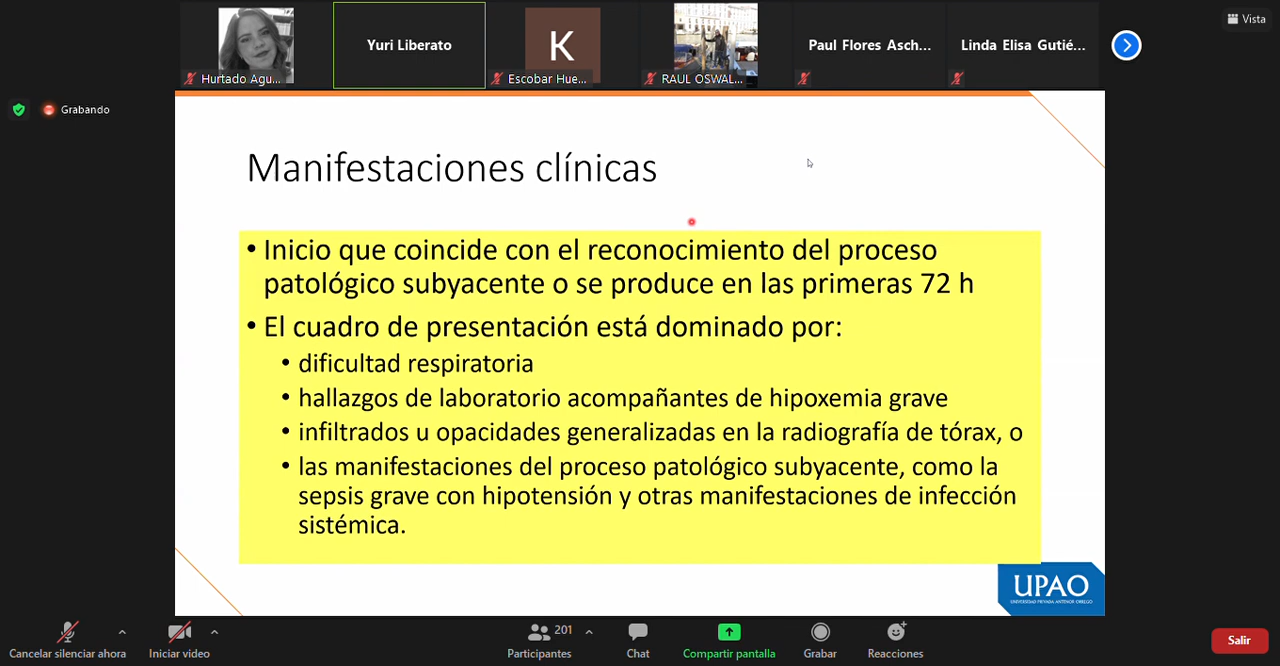 Yuri Liberato
K
Paul Flores Asch...
Linda Elisa Gutié...
Vista
Hurtado Agu...
Escobar Hue...
RAUL OSWAL...
Grabando
Manifestaciones clínicas
• Inicio que coincide con el reconocimiento del proceso
patológico subyacente o se produce en las primeras 72 h
• El cuadro de presentación está dominado por:
• dificultad respiratoria
• hallazgos de laboratorio acompañantes de hipoxemia grave
• infiltrados u opacidades generalizadas en la radiografía de tórax, o
• las manifestaciones del proceso patológico subyacente, como la
sepsis grave con hipotensión y otras manifestaciones de infección
sistémica.
UPAO
UNIVERSIDAD PRIVADA ANTENOR ORREGO
Cancelar silenciar ahora
Iniciar video
201
Participantes
Chat
Compartir pantalla
Grabar
Reacciones
Salir